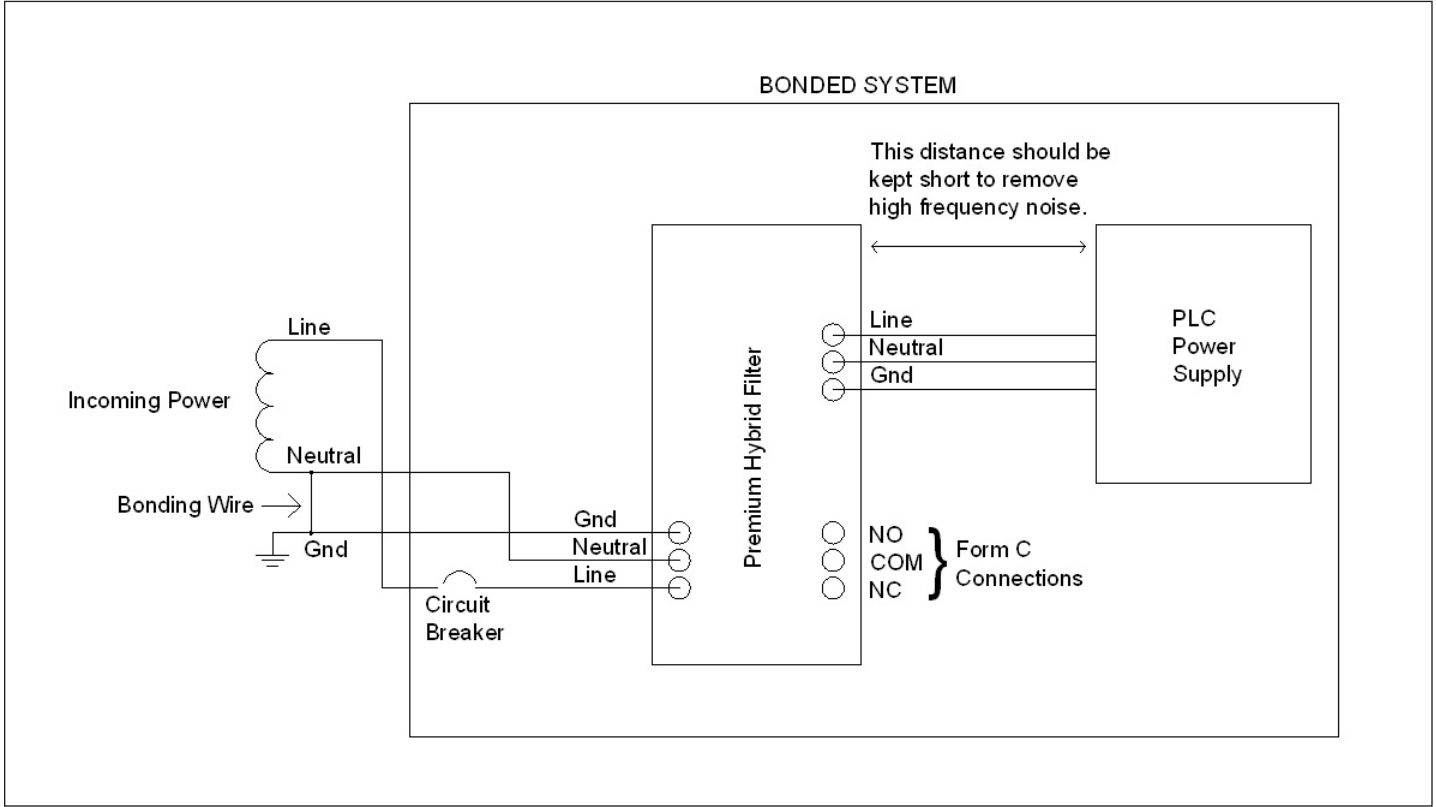 BONDED SYSTEM
This distance should be
kept short to remove
high frequency noise.
Line
Line
Neutral
Gnd
PLC
Power
Supply
Premium Hybrid Filter
Incoming Power
Neutral
Bonding Wire
Gnd
Gnd
Neutral
Line
Circuit
Breaker
NO
COM
NC
Form C
Connections